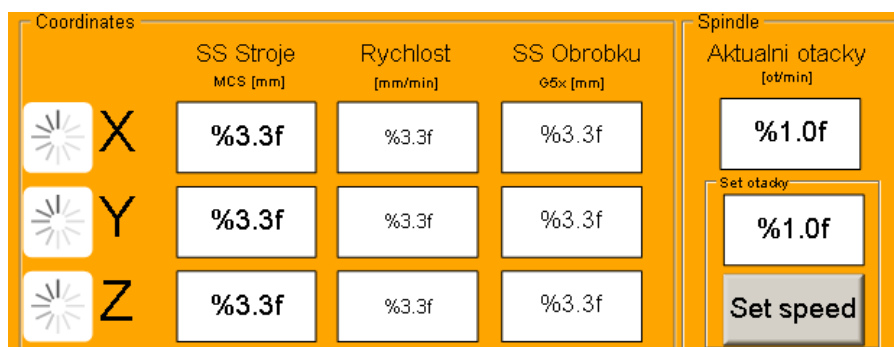 Coordinates
SS Stroje Rychlost SS Obrobku
MCS [mm] [mm/min] G5x [mm]
X %3.3f %3.3f %3.3f
Y %3.3f %3.3f %3.3f
Z %3.3f %3.3f %3.3f
Spindle
Aktualni otacky
[ot/min]
%1.0f
Set otacky
%1.0f
Set speed